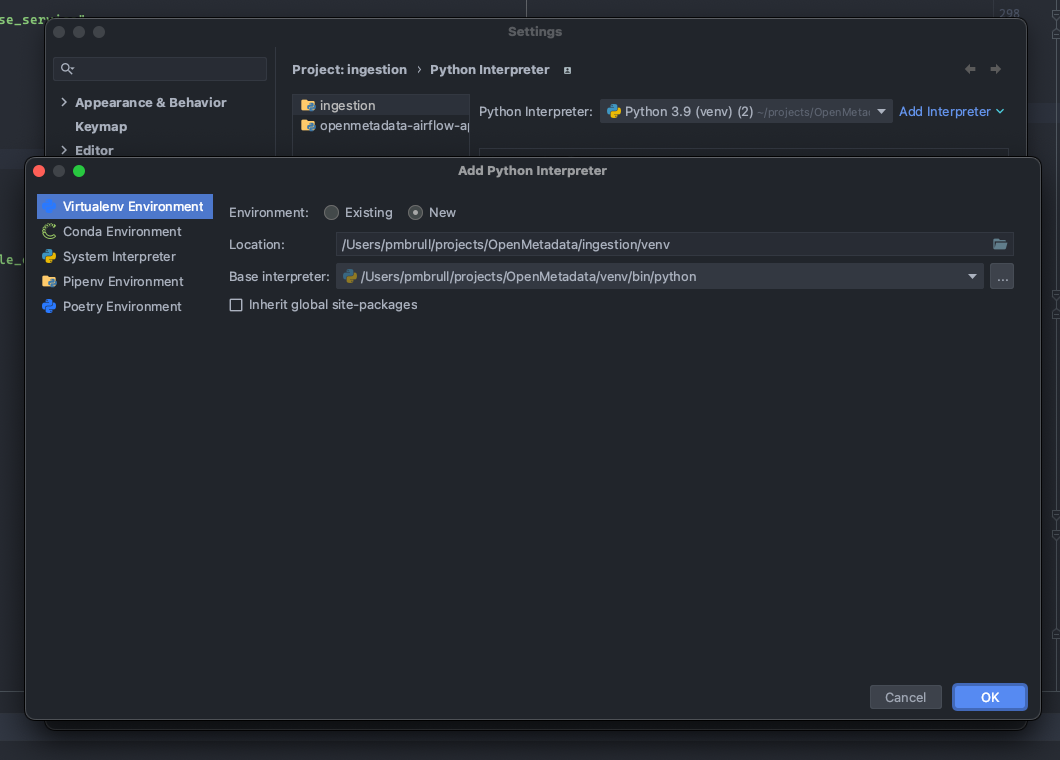 298
Settings
Project: ingestion › Python Interpreter
ingestion
openmetadata-airflow-ap
Python Interpreter: Python 3.9 (venv) (2) ~/projects/OpenMeta Add Interpreter
Appearance & Behavior
Keymap
Editor
Add Python Interpreter
Virtualenv Environment
Conda Environment
System Interpreter
Pipenv Environment
Poetry Environment
Environment: Existing New
Location: /Users/pmbrull/projects/OpenMetadata/ingestion/venv
Base interpreter: /Users/pmbrull/projects/OpenMetadata/venv/bin/python ...
Inherit global site-packages
Cancel OK